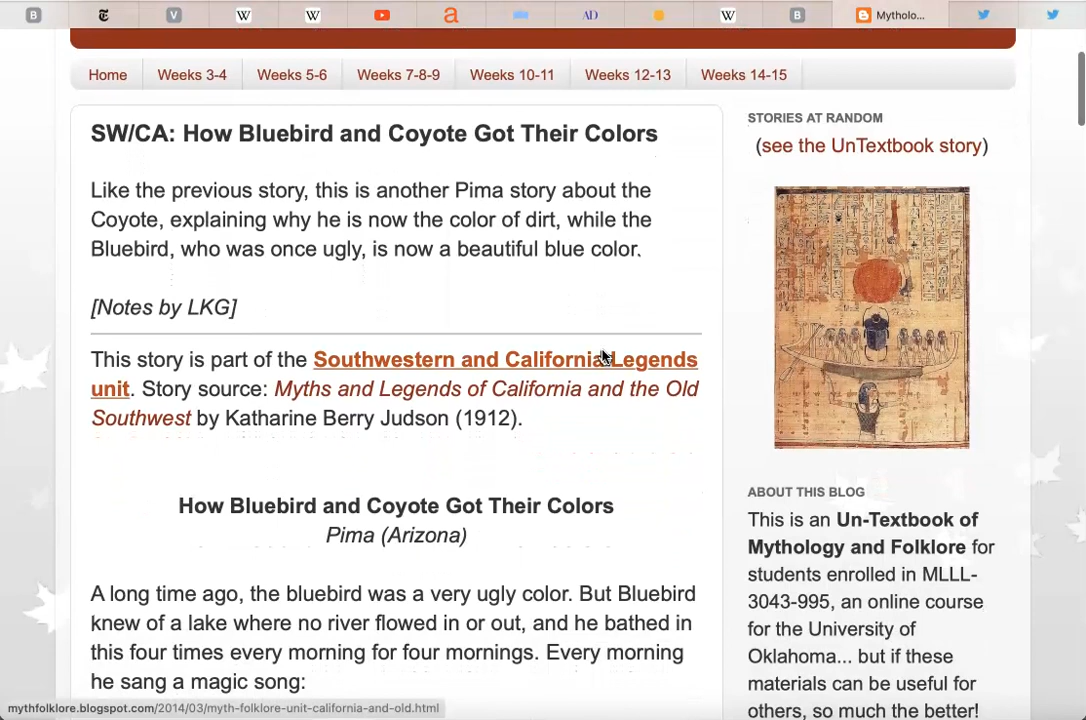 B
V
W
W
a
AD
W
B
Mytholo...
Home
Weeks 3-4
Weeks 5-6
Weeks 7-8-9
Weeks 10-11
Weeks 12-13
Weeks 14-15
SW/CA: How Bluebird and Coyote Got Their Colors
Like the previous story, this is another Pima story about the
Coyote, explaining why he is now the color of dirt, while the
Bluebird, who was once ugly, is now a beautiful blue color.
[Notes by LKG]
This story is part of the Southwestern and California Legends
unit. Story source: Myths and Legends of California and the Old
Southwest by Katharine Berry Judson (1912).
How Bluebird and Coyote Got Their Colors
Pima (Arizona)
A long time ago, the bluebird was a very ugly color. But Bluebird
knew of a lake where no river flowed in or out, and he bathed in
this four times every morning for four mornings. Every morning
he sang a magic song:
STORIES AT RANDOM
(see the UnTextbook story)
ABOUT THIS BLOG
This is an Un-Textbook of
Mythology and Folklore for
students enrolled in MLLL-
3043-995, an online course
for the University of
Oklahoma... but if these
materials can be useful for
others, so much the better!
mythfolklore.blogspot.com/2014/03/myth-folklore-unit-california-and-old.html